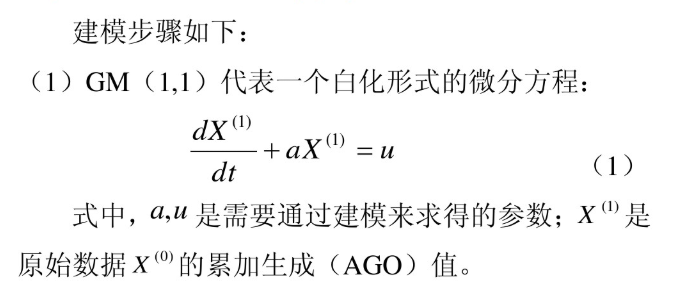 建模步骤如下：
（1）GM（1,1）代表一个白化形式的微分方程：
dX^(1)/dt + aX^(1) = u （1）
式中，a,u 是需要通过建模来求得的参数；X^(1) 是
原始数据 X^(0) 的累加生成（AGO）值。